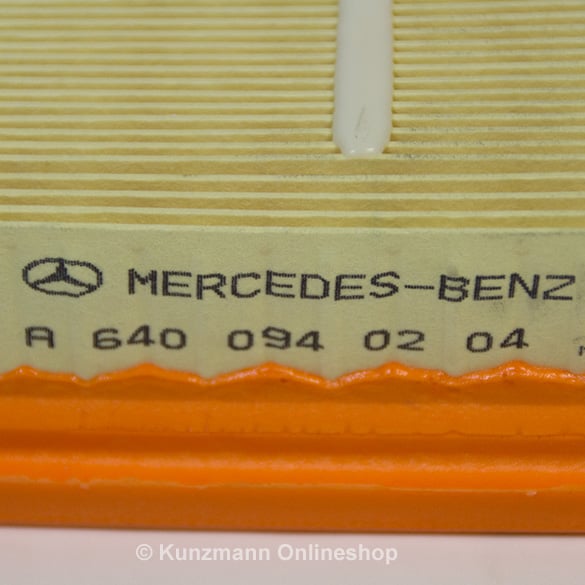 MERCEDES-BENZ
A 640 094 02 04
© Kunzmann Onlineshop